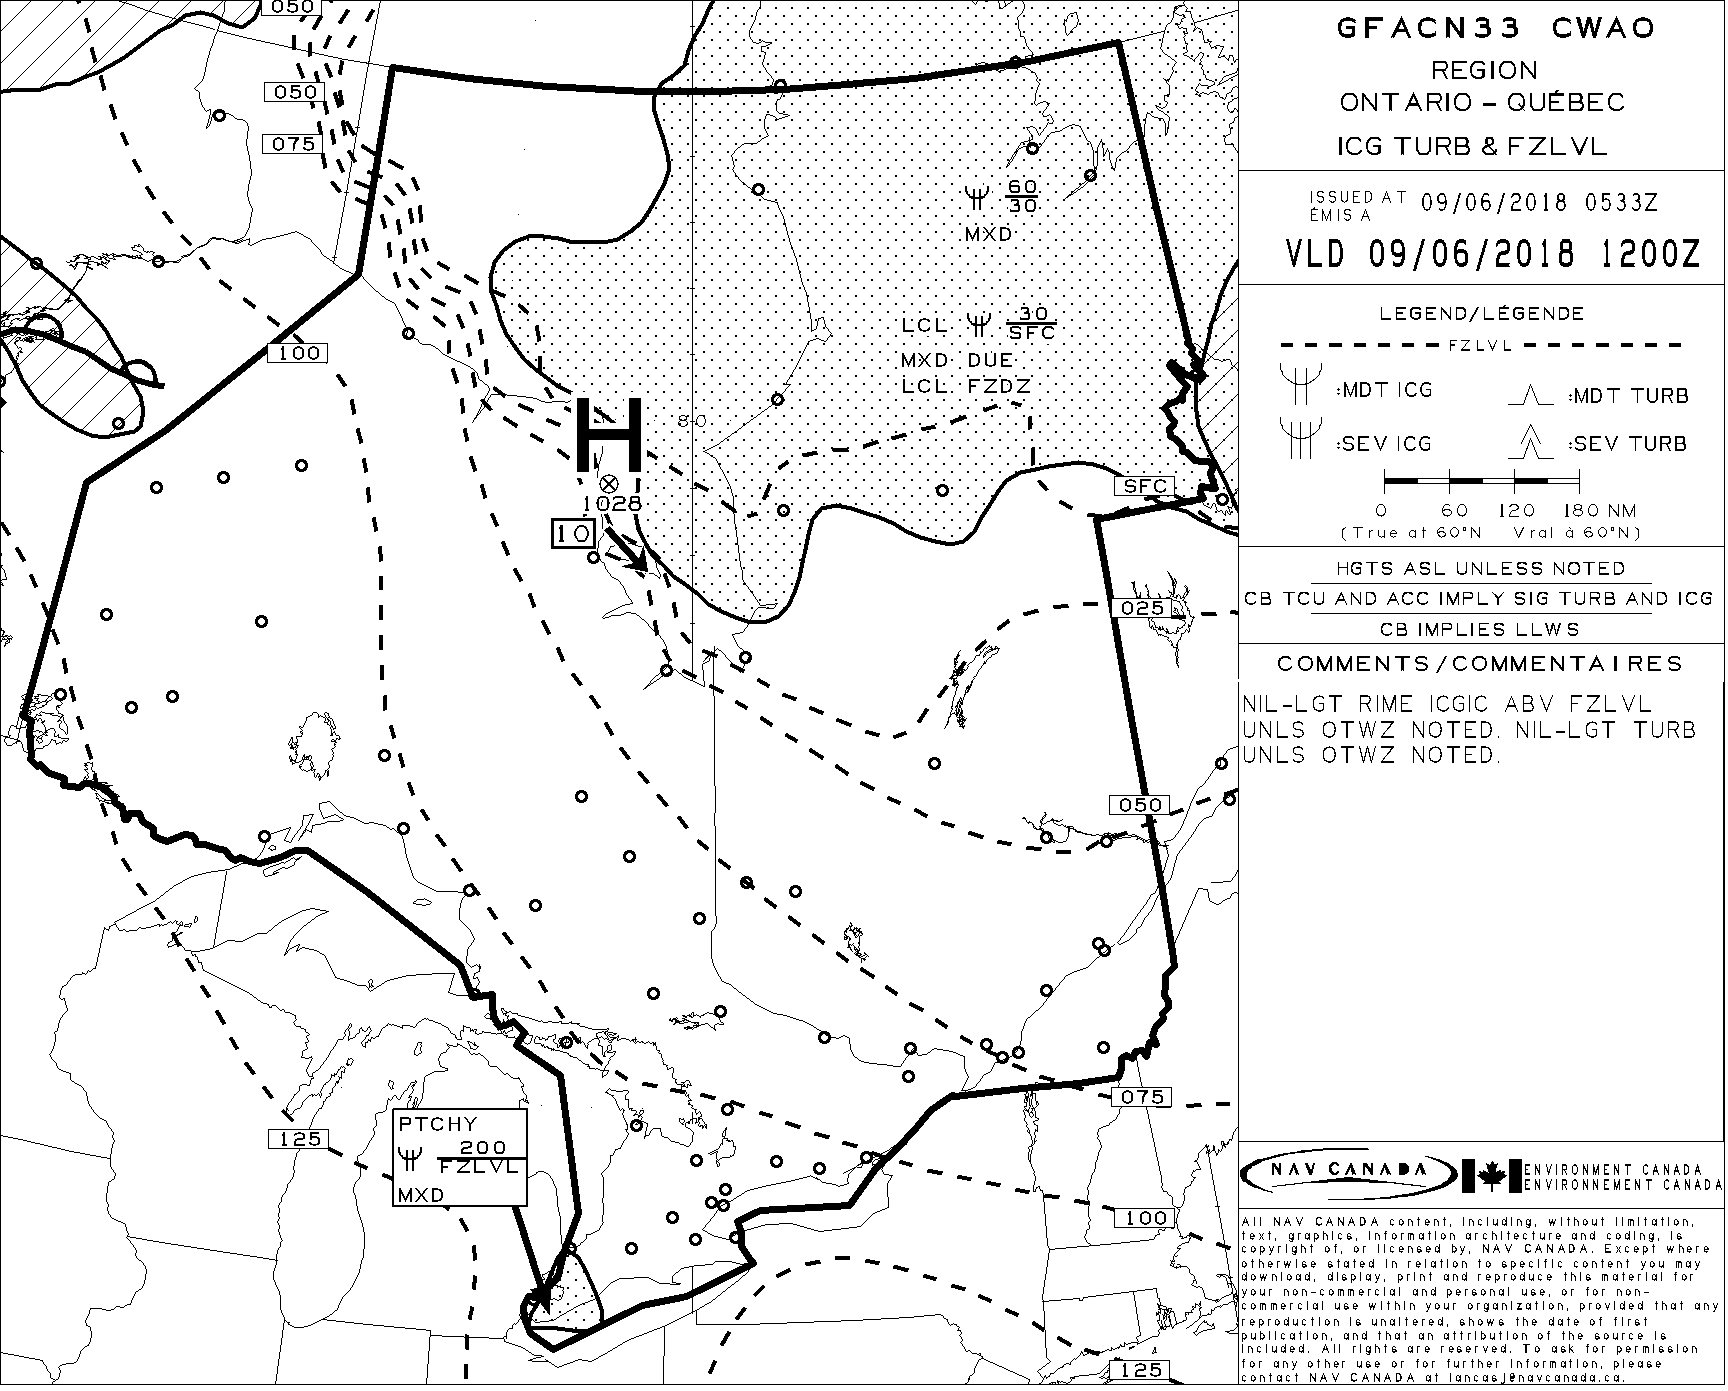 050
050
075
100
60
30
MXD
LCL 30
SFC
MXD DUE
LCL FZDZ
80
H
1028
10
SFC
025
050
075
100
125
125
PTCHY
200
FZLVL
MXD
GFACN33 CWAO
REGION
ONTARIO – QUÉBEC
ICG TURB & FZLVL
ISSUED AT 09/06/2018 0533Z
ÉMIS A
VLD 09/06/2018 1200Z
LEGEND/LÉGENDE
FZLVL
:MDT ICG :MDT TURB
:SEV ICG :SEV TURB
0 60 120 180 NM
(True at 60°N Vrai à 60°N)
HGTS ASL UNLESS NOTED
CB TCU AND ACC IMPLY SIG TURB AND ICG
CB IMPLIES LLWS
COMMENTS/COMMENTAIRES
NIL-LGT RIME ICGIC ABV FZLVL
UNLS OTWZ NOTED. NIL-LGT TURB
UNLS OTWZ NOTED.
NAV CANADA
ENVIRONMENT CANADA
ENVIRONNEMENT CANADA
All NAV CANADA content, including, without limitation,
text, graphics, information architecture and coding, is
copyright of, or licensed by, NAV CANADA. Except where
otherwise stated in relation to specific content you may
download, display, print and reproduce this material for
your non-commercial and personal use, or for non-
commercial use within your organization, provided that any
reproduction is unaltered, shows the date of first
publication, and that an attribution of the source is
included. All rights are reserved. To ask for permission
for any other use or for further information, please
contact NAV CANADA at lancasj@navcanada.ca.